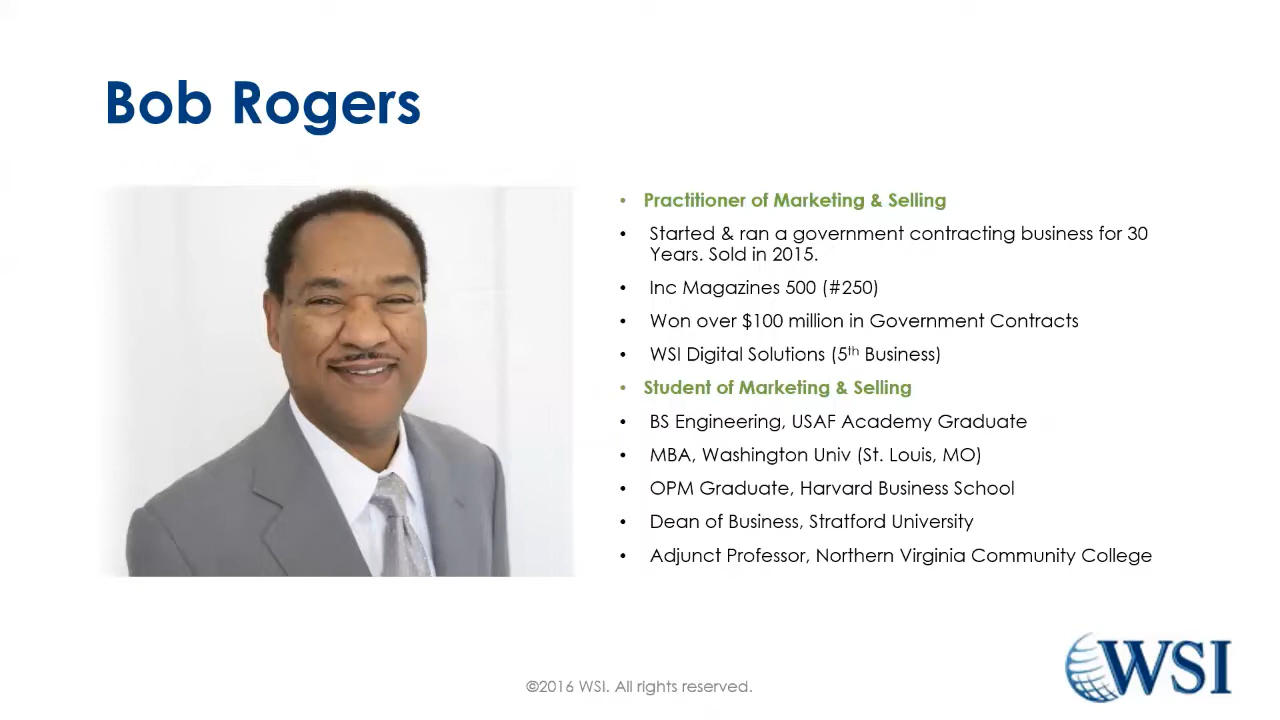 Bob Rogers
• Practitioner of Marketing & Selling
• Started & ran a government contracting business for 30
Years. Sold in 2015.
• Inc Magazines 500 (#250)
• Won over $100 million in Government Contracts
• WSI Digital Solutions (5th Business)
• Student of Marketing & Selling
• BS Engineering, USAF Academy Graduate
• MBA, Washington Univ (St. Louis, MO)
• OPM Graduate, Harvard Business School
• Dean of Business, Stratford University
• Adjunct Professor, Northern Virginia Community College
WSI
©2016 WSI. All rights reserved.